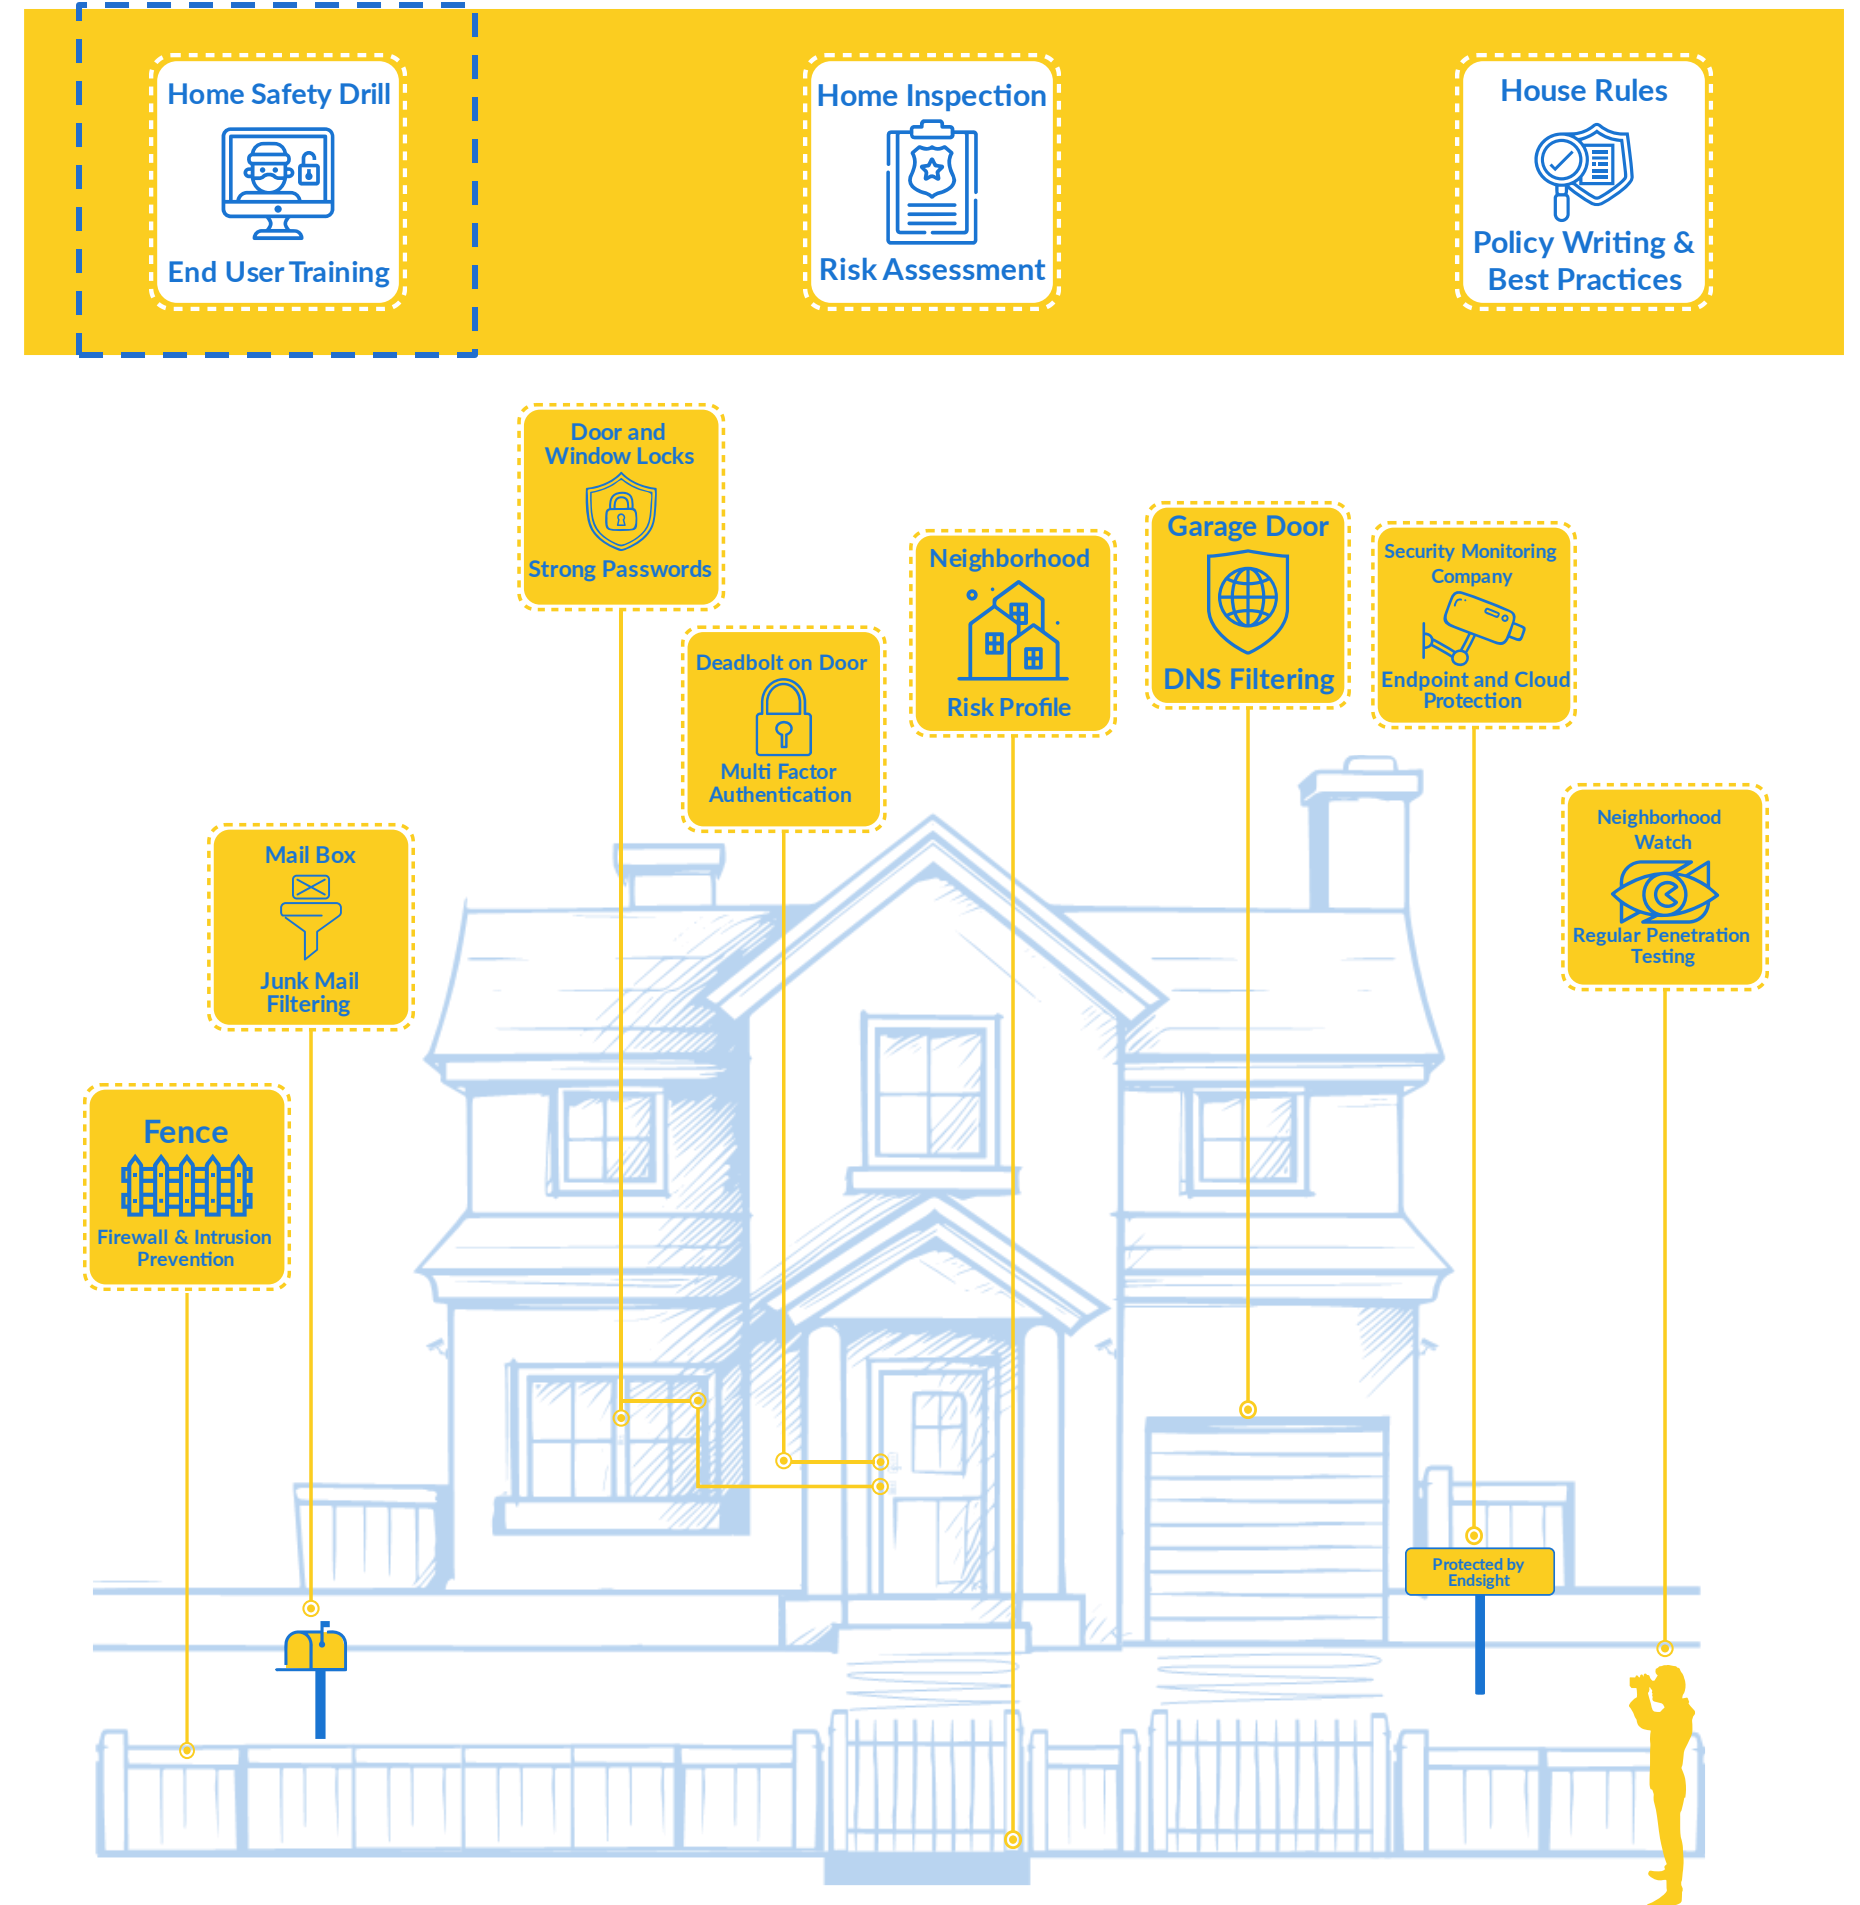 Home Safety Drill
End User Training
Home Inspection
Risk Assessment
House Rules
Policy Writing &
Best Practices
Door and
Window Locks
Strong Passwords
Deadbolt on Door
Multi Factor
Authentication
Neighborhood
Risk Profile
Garage Door
DNS Filtering
Security Monitoring
Company
Endpoint and Cloud
Protection
Neighborhood
Watch
Regular Penetration
Testing
Mail Box
Junk Mail
Filtering
Fence
Firewall & Intrusion
Prevention
Protected by
Endsight